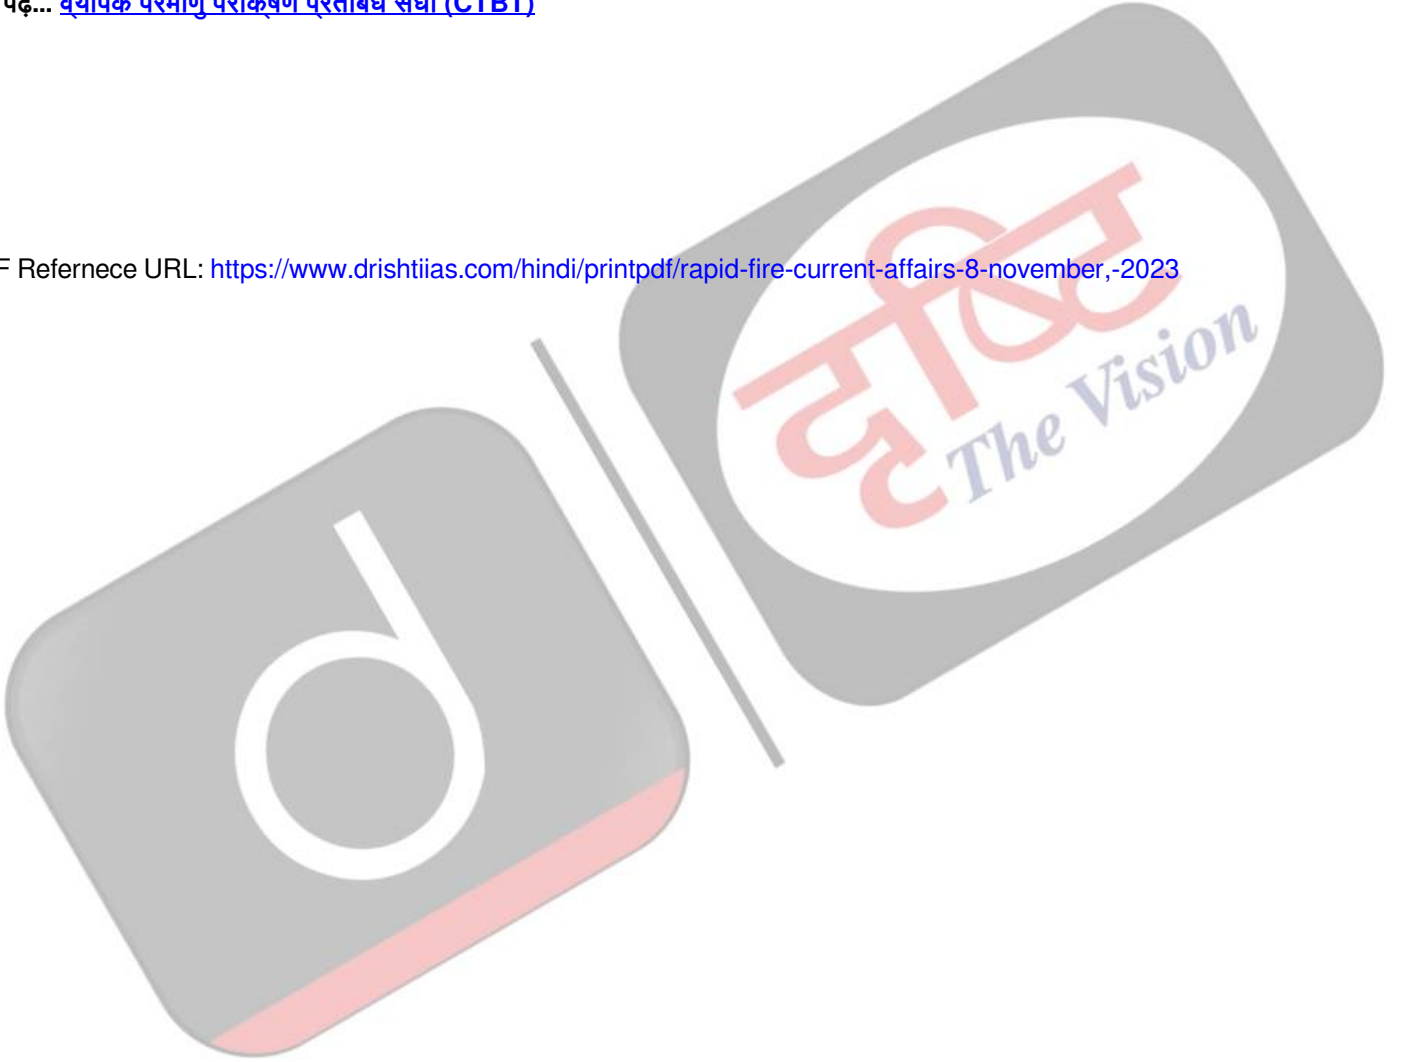 पढ़ें... व्यापक परमाणु परीक्षण प्रतिबंध संधि (CTBT)
F Refernece URL: https://www.drishtiias.com/hindi/printpdf/rapid-fire-current-affairs-8-november,-2023
दृष्टि
The Vision
d